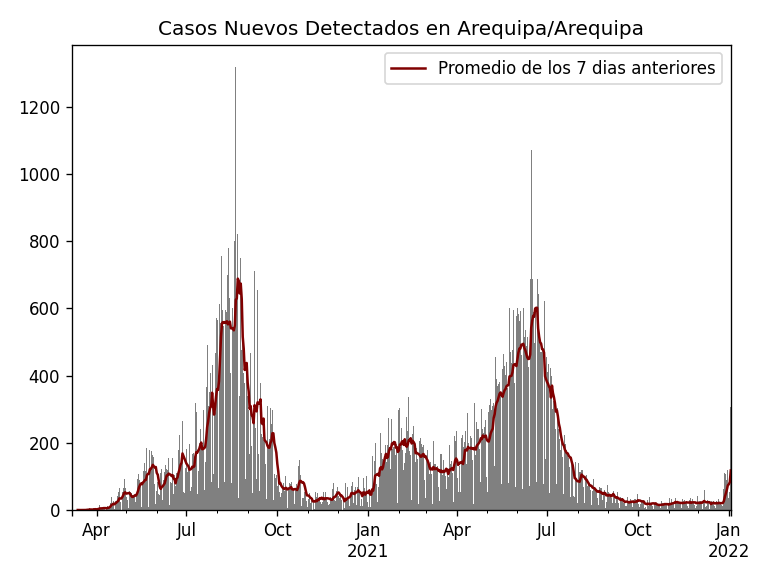 Casos Nuevos Detectados en Arequipa/Arequipa
Promedio de los 7 dias anteriores
1200
1000
800
600
400
200
0
Apr Jul Oct Jan Apr Jul Oct Jan
2021 2022